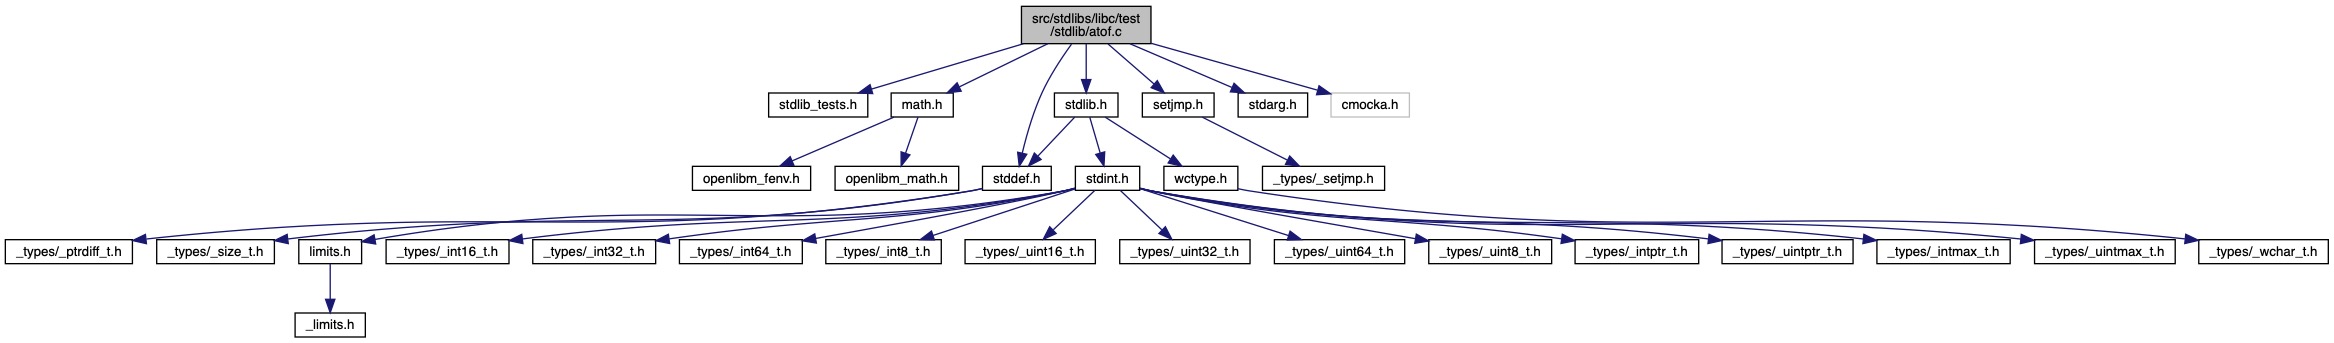 src/stdlibs/libc/test
/stdlib/atof.c
stdlib_tests.h
math.h
stdlib.h
setjmp.h
stdarg.h
cmocka.h
openlibm_fenv.h
openlibm_math.h
stddef.h
stdint.h
wctype.h
_types/_setjmp.h
_types/_ptrdiff_t.h
_types/_size_t.h
limits.h
_types/_int16_t.h
_types/_int32_t.h
_types/_int64_t.h
_types/_int8_t.h
_types/_uint16_t.h
_types/_uint32_t.h
_types/_uint64_t.h
_types/_uint8_t.h
_types/_intptr_t.h
_types/_uintptr_t.h
_types/_intmax_t.h
_types/_uintmax_t.h
_types/_wchar_t.h
_limits.h